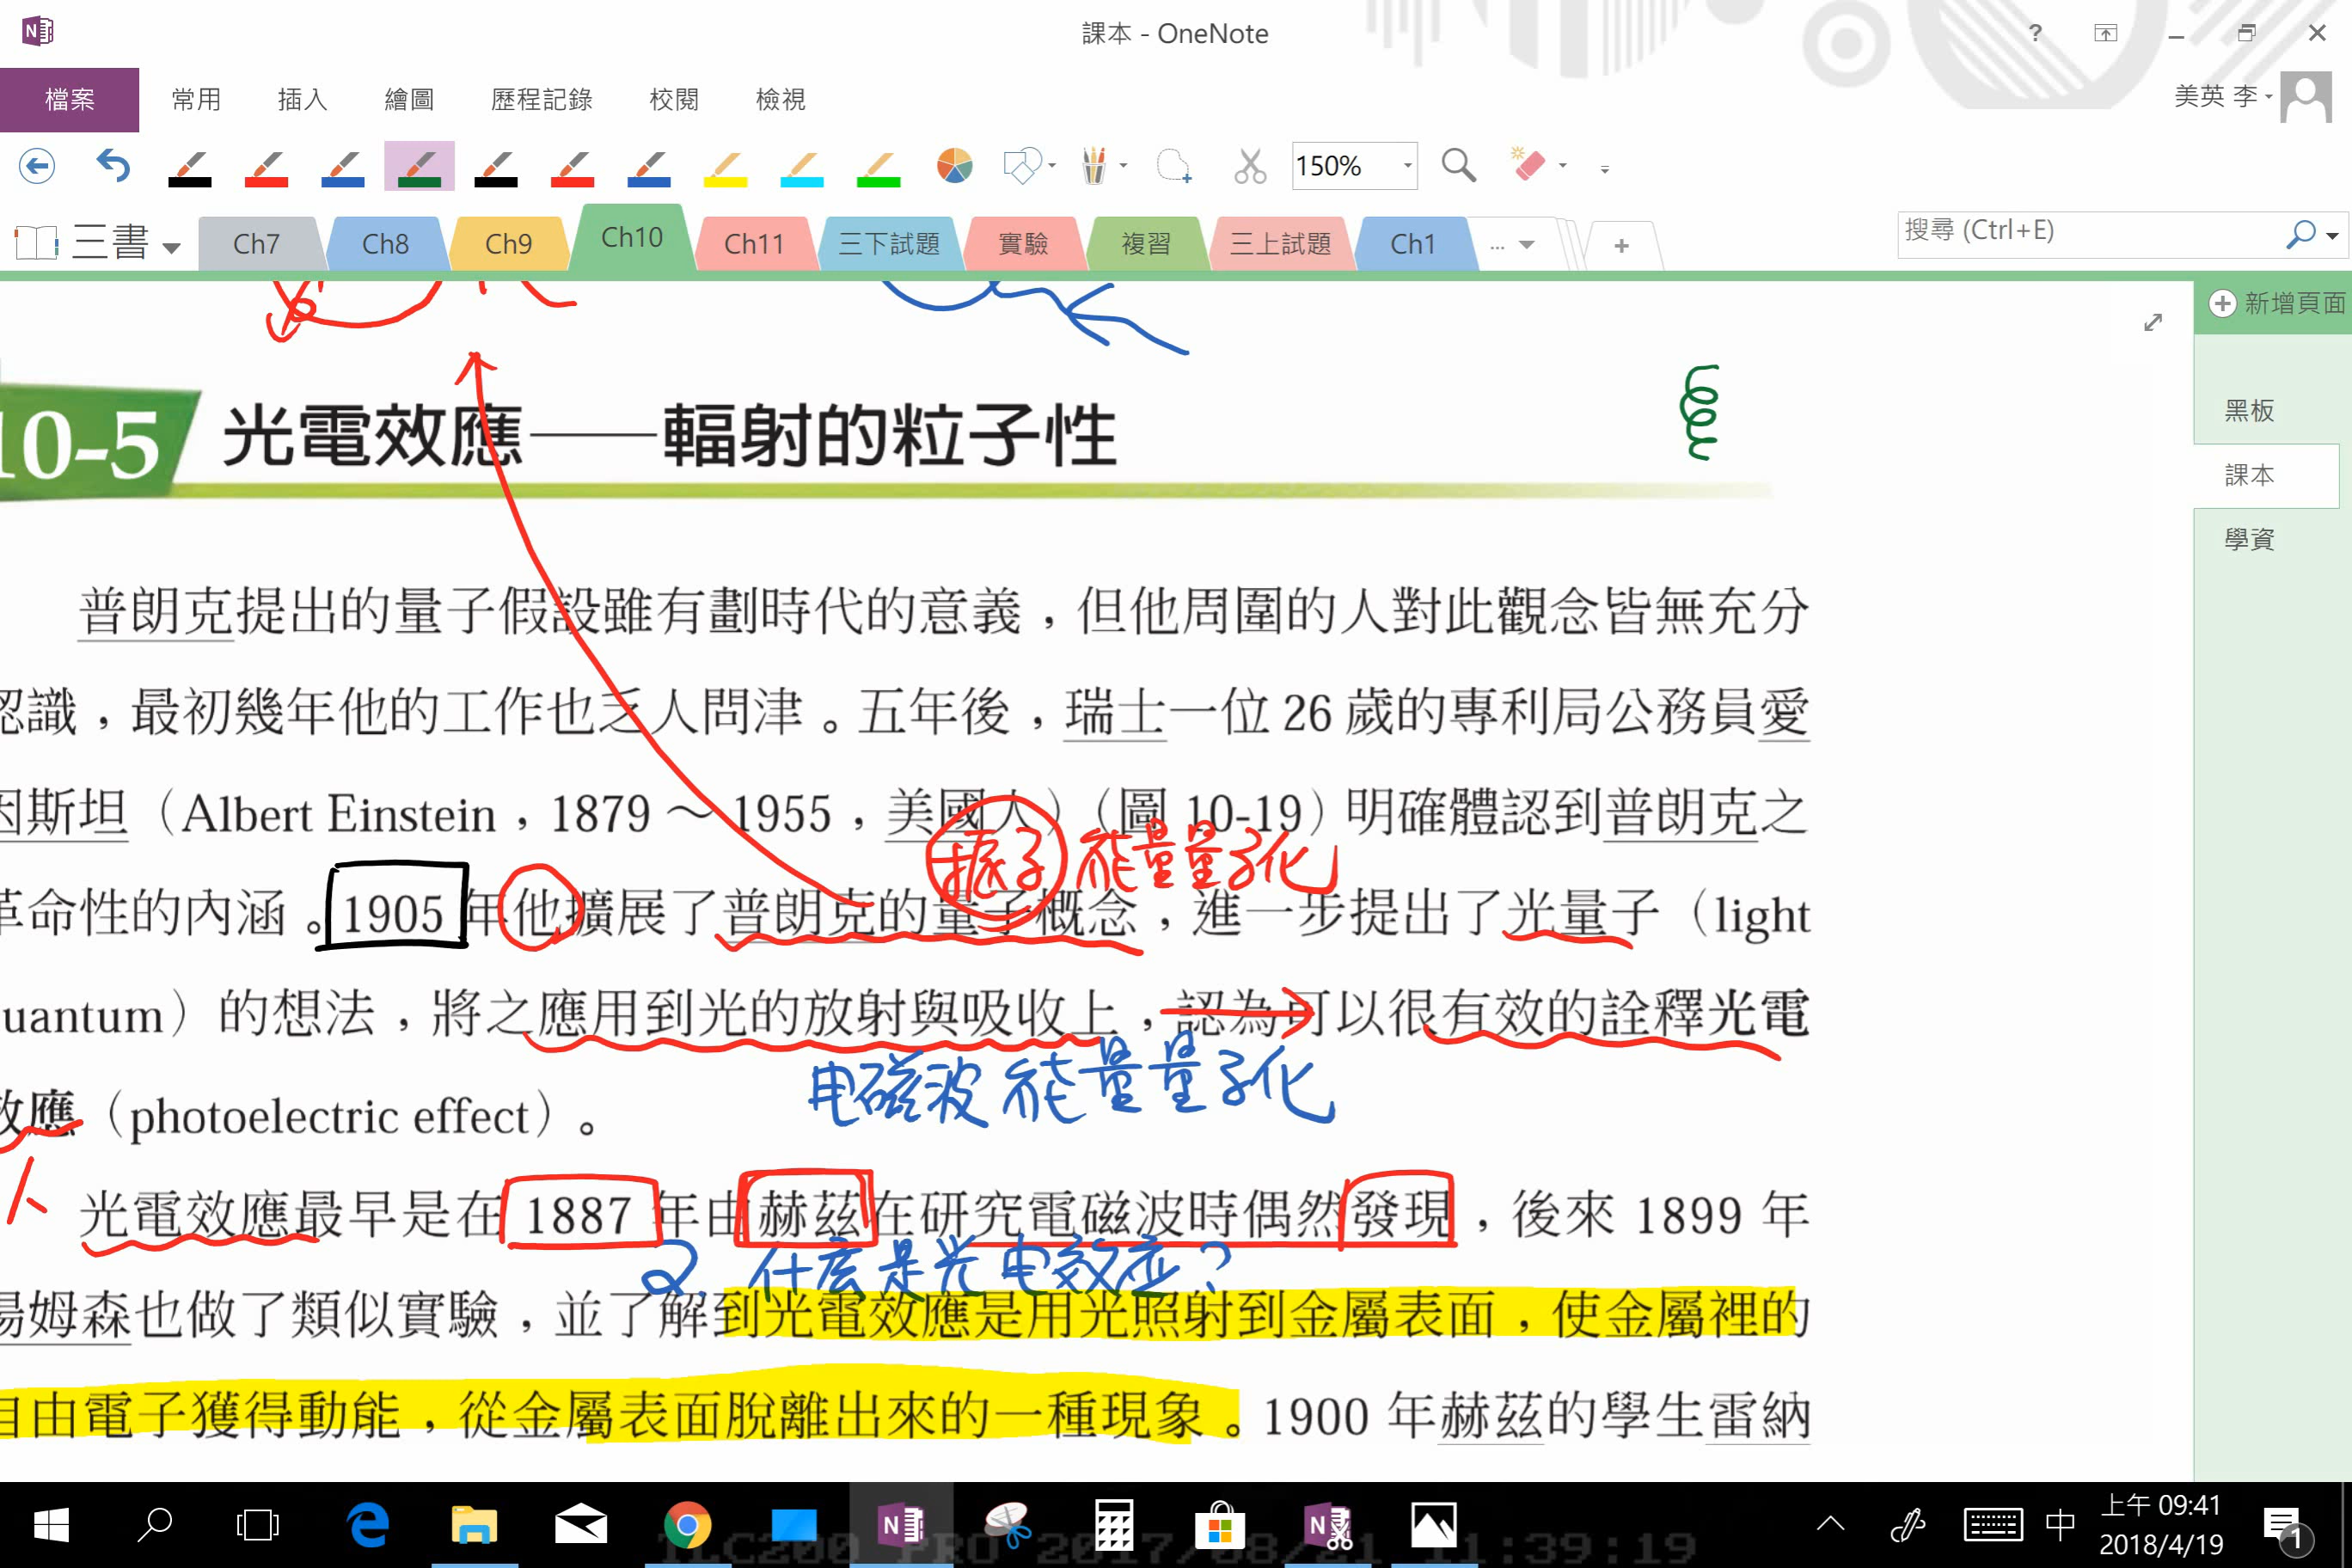 課本 - OneNote
?
檔案 常用 插入 繪圖 歷程記錄 校閱 檢視 美英 李
150%
三書 Ch7 Ch8 Ch9 Ch10 Ch11 三下試題 實驗 複習 三上試題 Ch1 ... + 搜尋 (Ctrl+E)
新增頁面
黑板
課本
學資
10-5 光電效應——輻射的粒子性
普朗克提出的量子假設雖有劃時代的意義,但他周圍的人對此觀念皆無充分
認識,最初幾年他的工作也乏人問津。五年後,瑞士一位 26 歲的專利局公務員愛
因斯坦(Albert Einstein,1879~1955,美國人)(圖 10-19)明確體認到普朗克之
振子能量量子化
革命性的內涵。1905 年他擴展了普朗克的量子概念,進一步提出了光量子(light
uantum)的想法,將之應用到光的放射與吸收上,認為可以很有效的詮釋光電
电磁波能量量子化
效應(photoelectric effect)。
光電效應最早是在 1887 年由赫茲在研究電磁波時偶然發現,後來 1899 年
2. 什麼是光电效应?
湯姆森也做了類似實驗,並了解到光電效應是用光照射到金屬表面,使金屬裡的
自由電子獲得動能,從金屬表面脫離出來的一種現象。1900 年赫茲的學生雷納
中 上午 09:41
2018/4/19
1
ILC200 PRO 2017/08/21 11:39:19